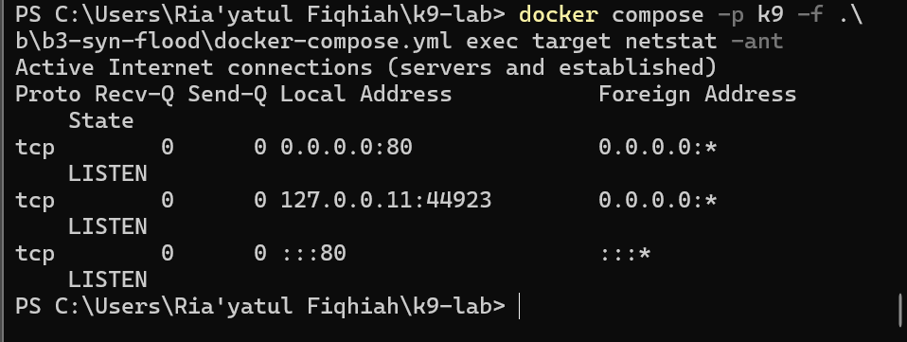 PS C:\Users\Ria'yatul Fiqhiah\k9-lab> docker compose -p k9 -f .\
b\b3-syn-flood\docker-compose.yml exec target netstat -ant
Active Internet connections (servers and established)
Proto Recv-Q Send-Q Local Address           Foreign Address
    State
tcp        0      0 0.0.0.0:80              0.0.0.0:*
    LISTEN
tcp        0      0 127.0.0.11:44923        0.0.0.0:*
    LISTEN
tcp        0      0 :::80                   :::*
    LISTEN
PS C:\Users\Ria'yatul Fiqhiah\k9-lab>